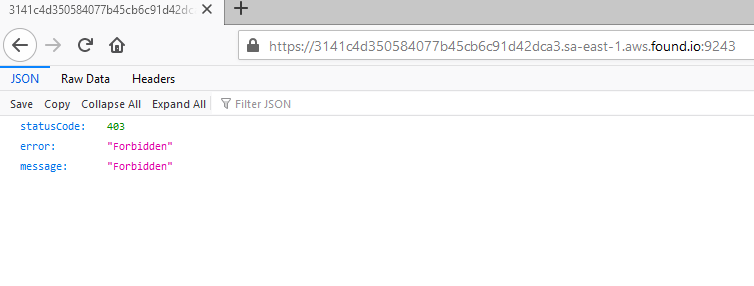 3141c4d350584077b45cb6c91d42dc
https://3141c4d350584077b45cb6c91d42dca3.sa-east-1.aws.found.io:9243
JSON Raw Data Headers
Save Copy Collapse All Expand All Filter JSON
statusCode: 403
error: "Forbidden"
message: "Forbidden"